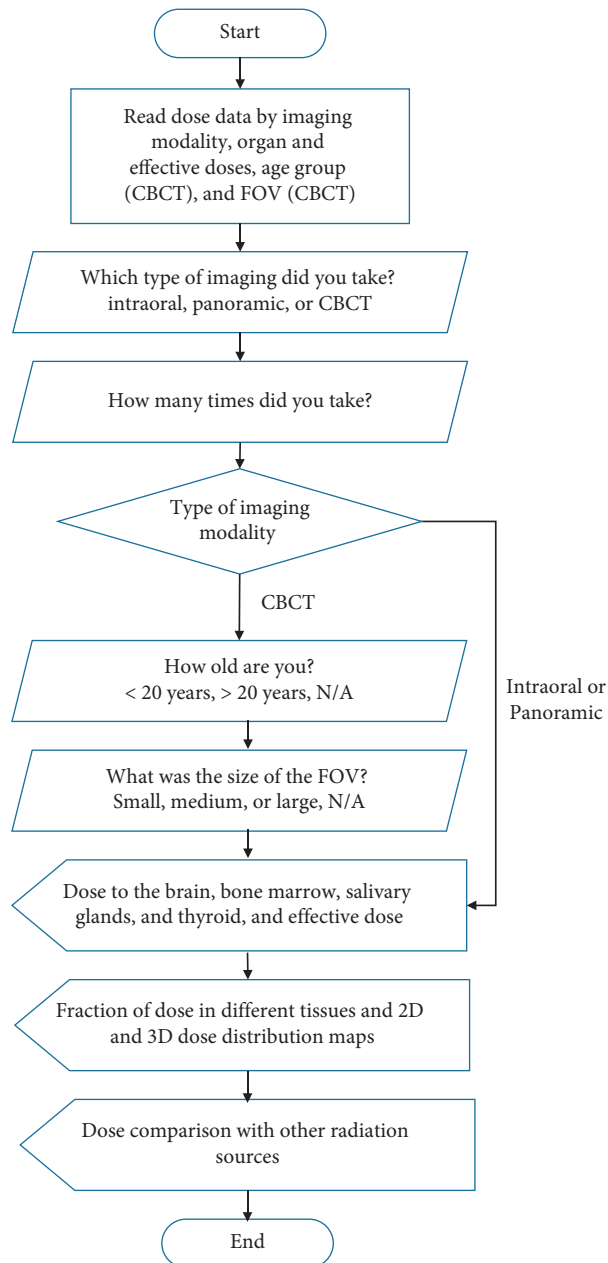 Start
Read dose data by imaging
modality, organ and
effective doses, age group
(CBCT), and FOV (CBCT)
Which type of imaging did you take?
intraoral, panoramic, or CBCT
How many times did you take?
Type of imaging
modality
CBCT
How old are you?
< 20 years, > 20 years, N/A
Intraoral or
Panoramic
What was the size of the FOV?
Small, medium, or large, N/A
Dose to the brain, bone marrow, salivary
glands, and thyroid, and effective dose
Fraction of dose in different tissues and 2D
and 3D dose distribution maps
Dose comparison with other radiation
sources
End